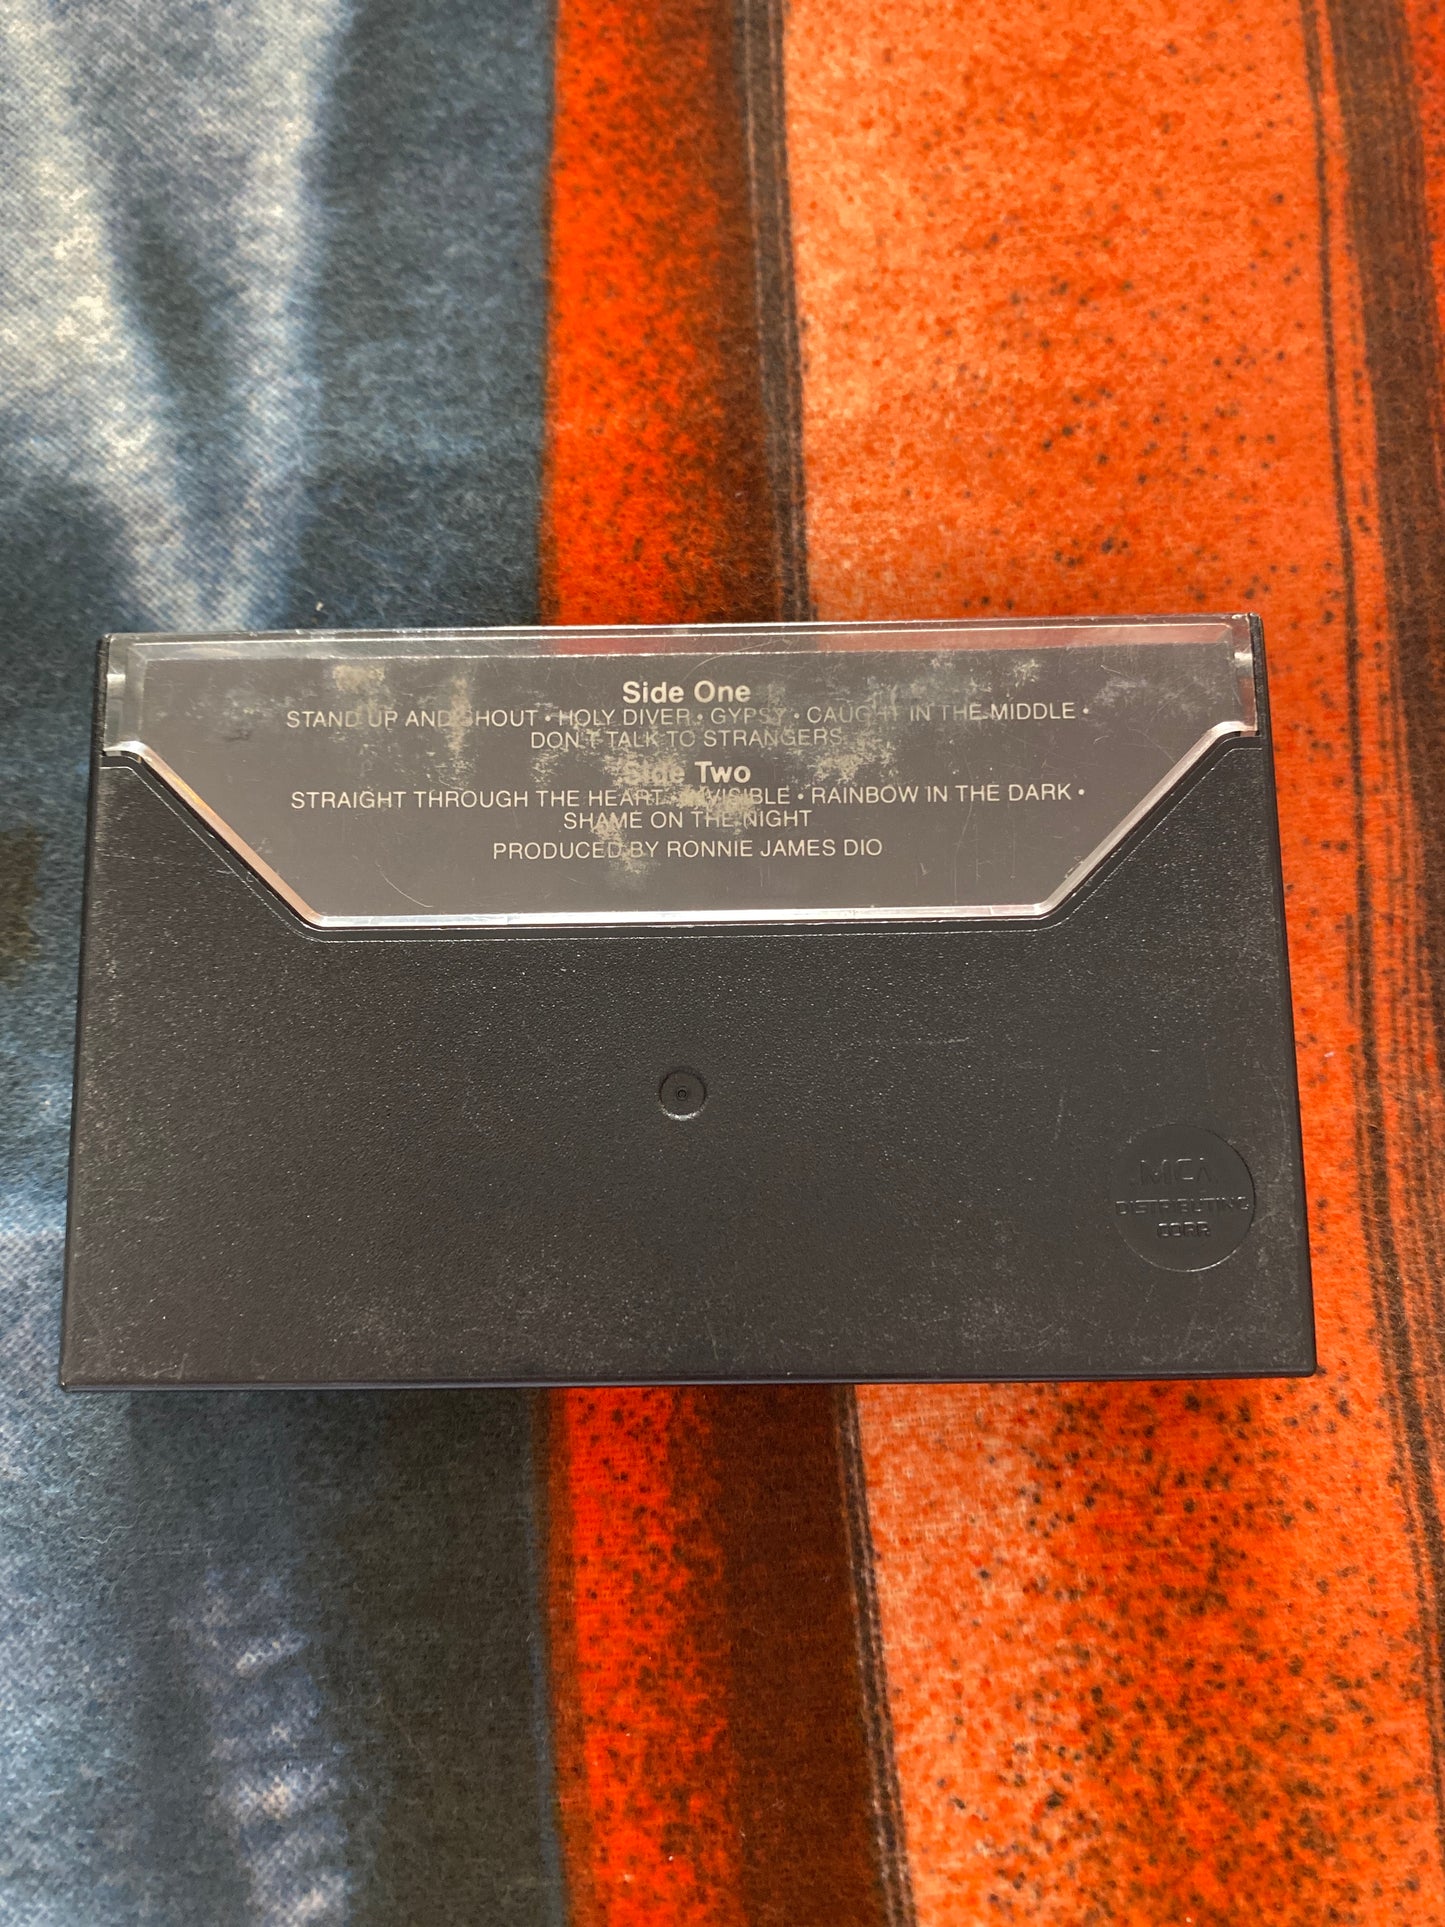 Side One
STAND UP AND SHOUT • HOLY DIVER • GYPSY • CAUGHT IN THE MIDDLE •
DON'T TALK TO STRANGERS
Side Two
STRAIGHT THROUGH THE HEART • INVISIBLE • RAINBOW IN THE DARK •
SHAME ON THE NIGHT
PRODUCED BY RONNIE JAMES DIO
MCA
DISTRIBUTING
CORP.